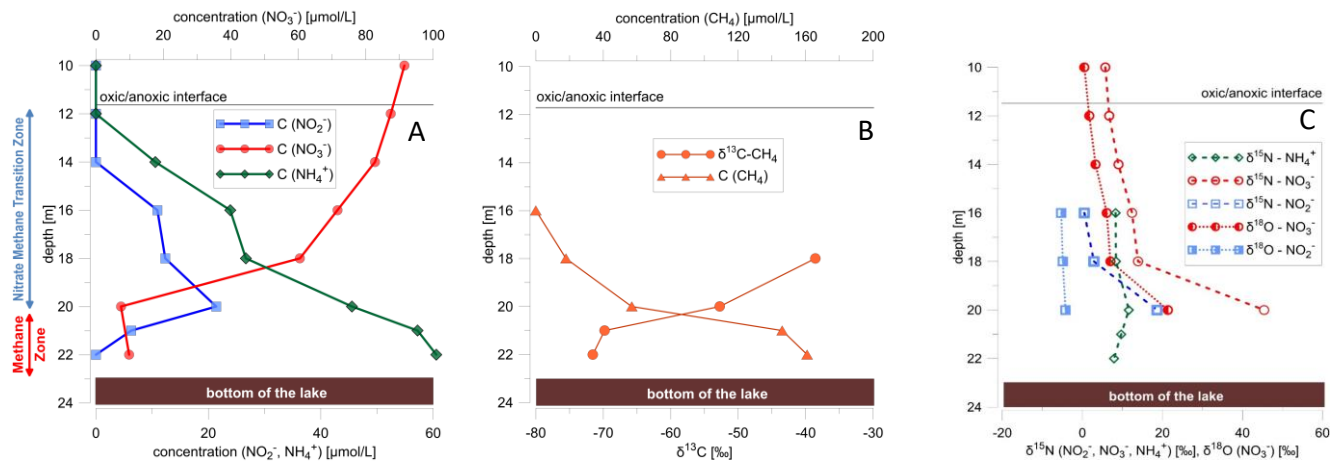 concentration (NO₃⁻) [µmol/L]
0 20 40 60 80 100
10
12
14
16
18
20
22
24
depth [m]
Nitrate Methane Transition Zone
Methane
Zone
oxic/anoxic interface
A
C (NO₂⁻)
C (NO₃⁻)
C (NH₄⁺)
bottom of the lake
0 20 40 60
concentration (NO₂⁻, NH₄⁺) [µmol/L]
concentration (CH₄) [µmol/L]
0 40 80 120 160 200
10
12
14
16
18
20
22
24
depth [m]
oxic/anoxic interface
B
δ¹³C-CH₄
C (CH₄)
bottom of the lake
-80 -70 -60 -50 -40 -30
δ¹³C [‰]
10
12
14
16
18
20
22
24
depth [m]
oxic/anoxic interface
C
δ¹⁵N - NH₄⁺
δ¹⁵N - NO₃⁻
δ¹⁵N - NO₂⁻
δ¹⁸O - NO₃⁻
δ¹⁸O - NO₂⁻
bottom of the lake
-20 0 20 40 60
δ¹⁵N (NO₂⁻, NO₃⁻, NH₄⁺) [‰], δ¹⁸O (NO₃⁻) [‰]